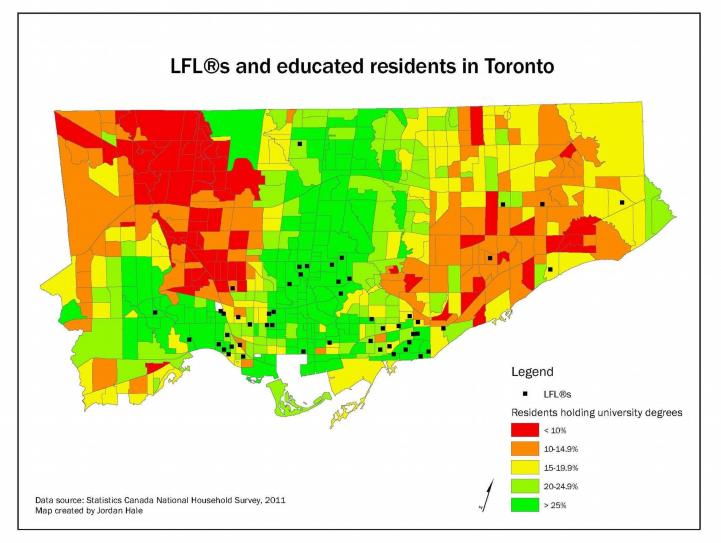 LFL®s and educated residents in Toronto
Legend
LFL®s
Residents holding university degrees
< 10%
10-14.9%
15-19.9%
20-24.9%
> 25%
Data source: Statistics Canada National Household Survey, 2011
Map created by Jordan Hale